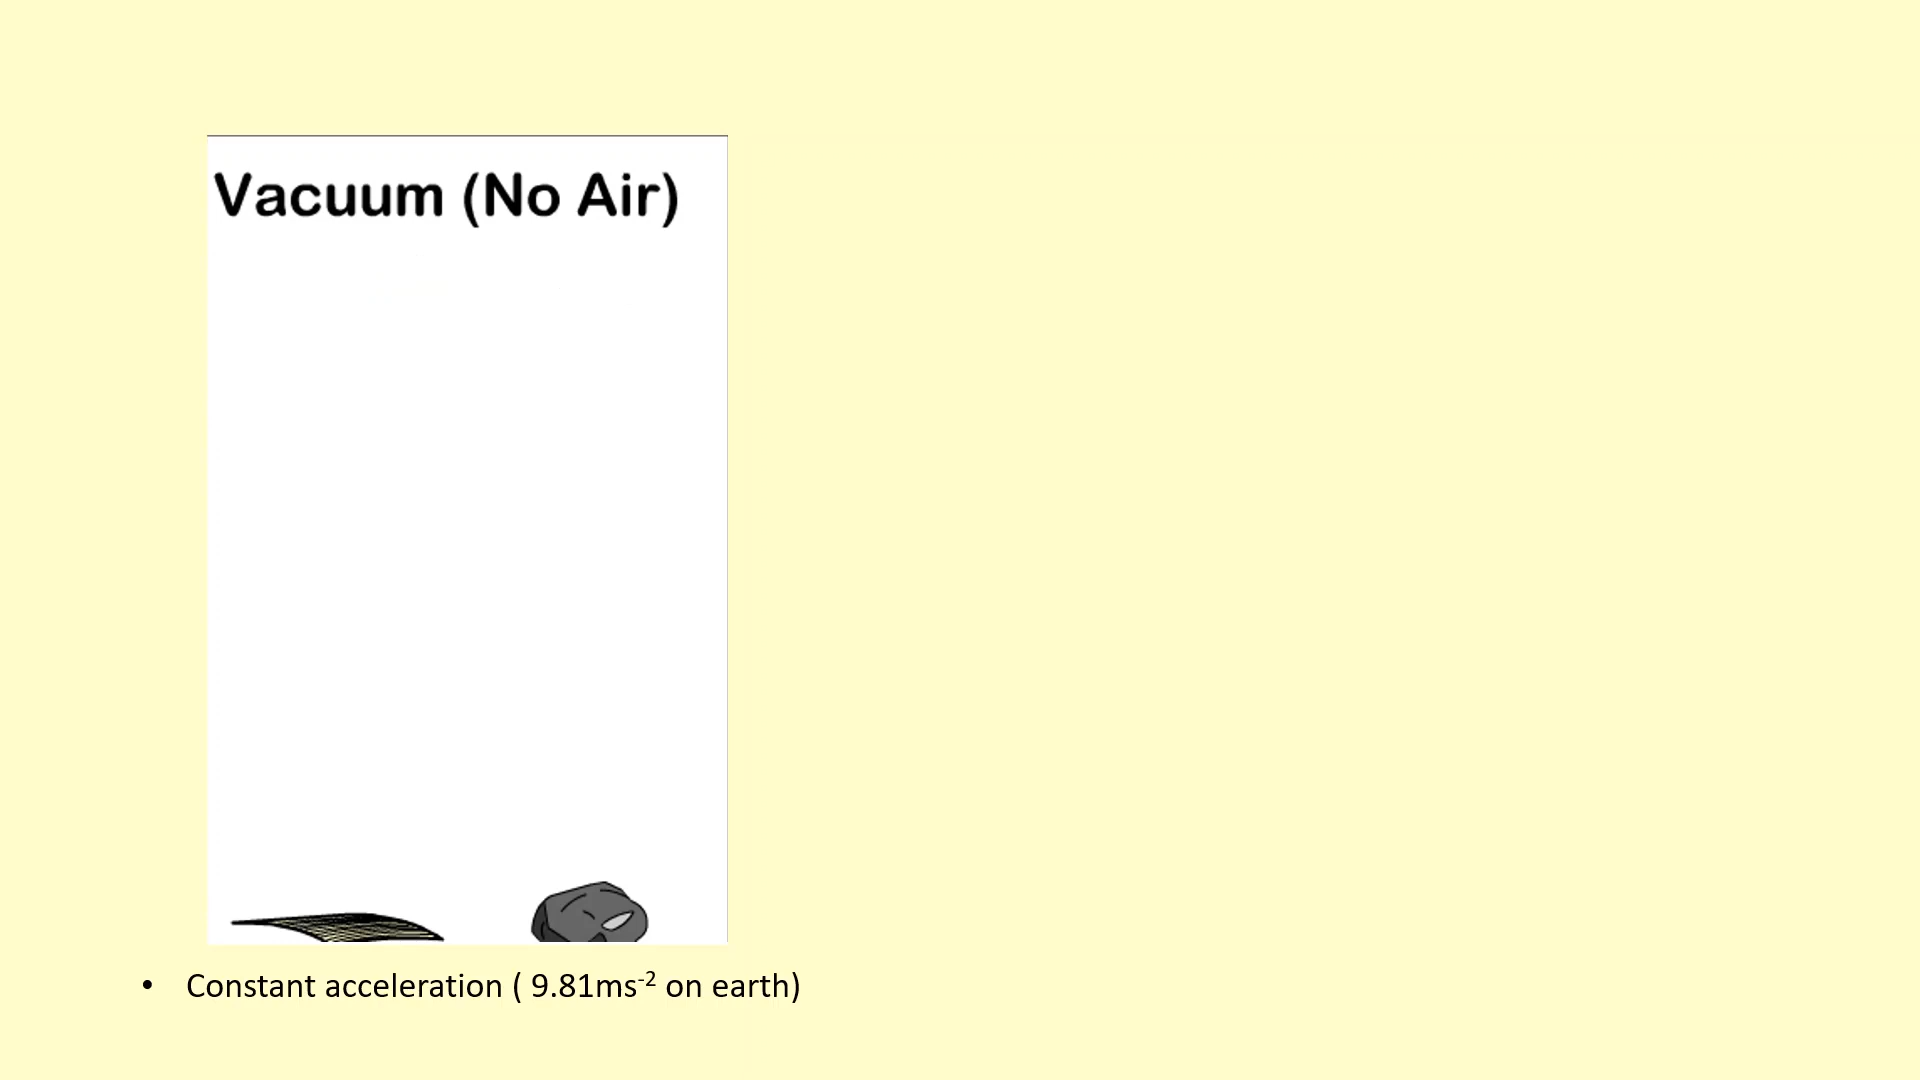 Vacuum (No Air)
• Constant acceleration ( 9.81ms⁻² on earth)